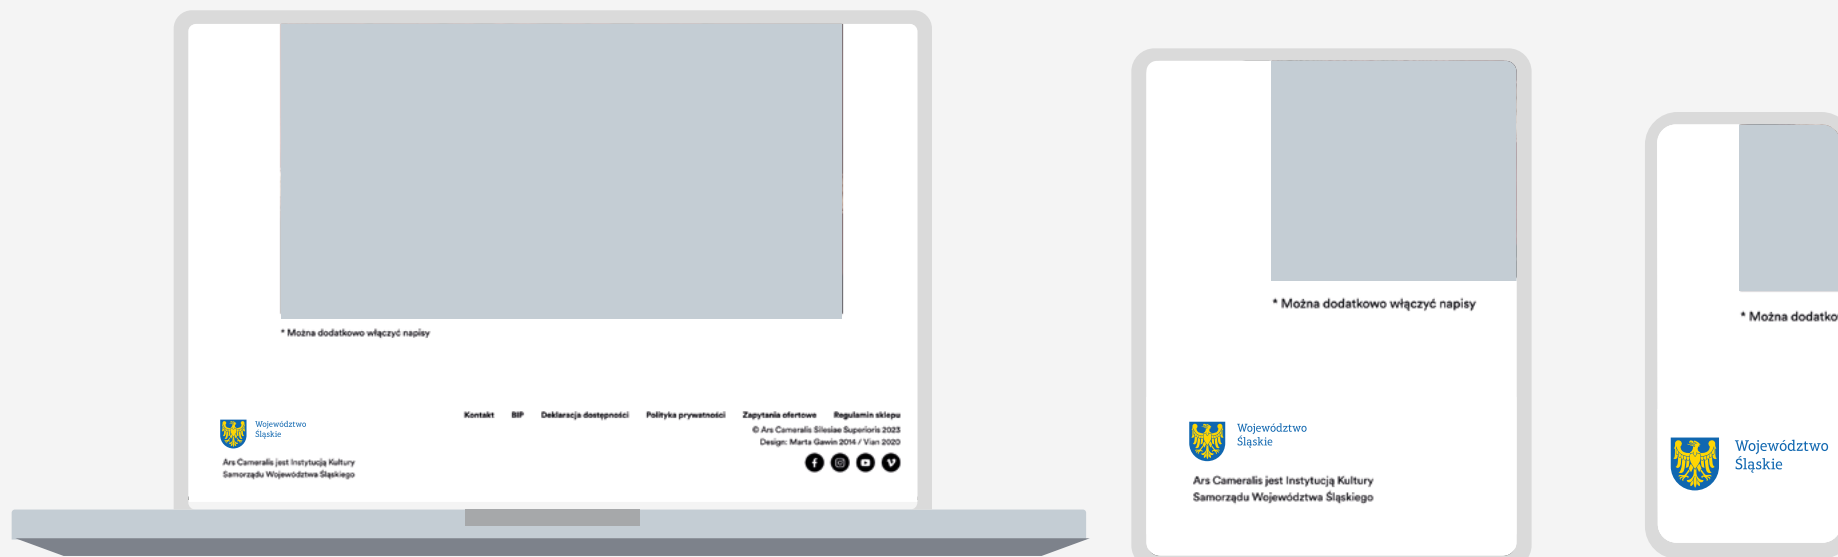 * Można dodatkowo włączyć napisy
Kontakt BIP Deklaracja dostępności Polityka prywatności Zapytania ofertowe Regulamin sklepu
© Ars Cameralis Silesiae Superioris 2023
Design: Marta Gawin 2014 / Vian 2020
Województwo
Śląskie
Ars Cameralis jest Instytucją Kultury
Samorządu Województwa Śląskiego
* Można dodatkowo włączyć napisy
Województwo
Śląskie
Ars Cameralis jest Instytucją Kultury
Samorządu Województwa Śląskiego
* Można dodatko
Województwo
Śląskie